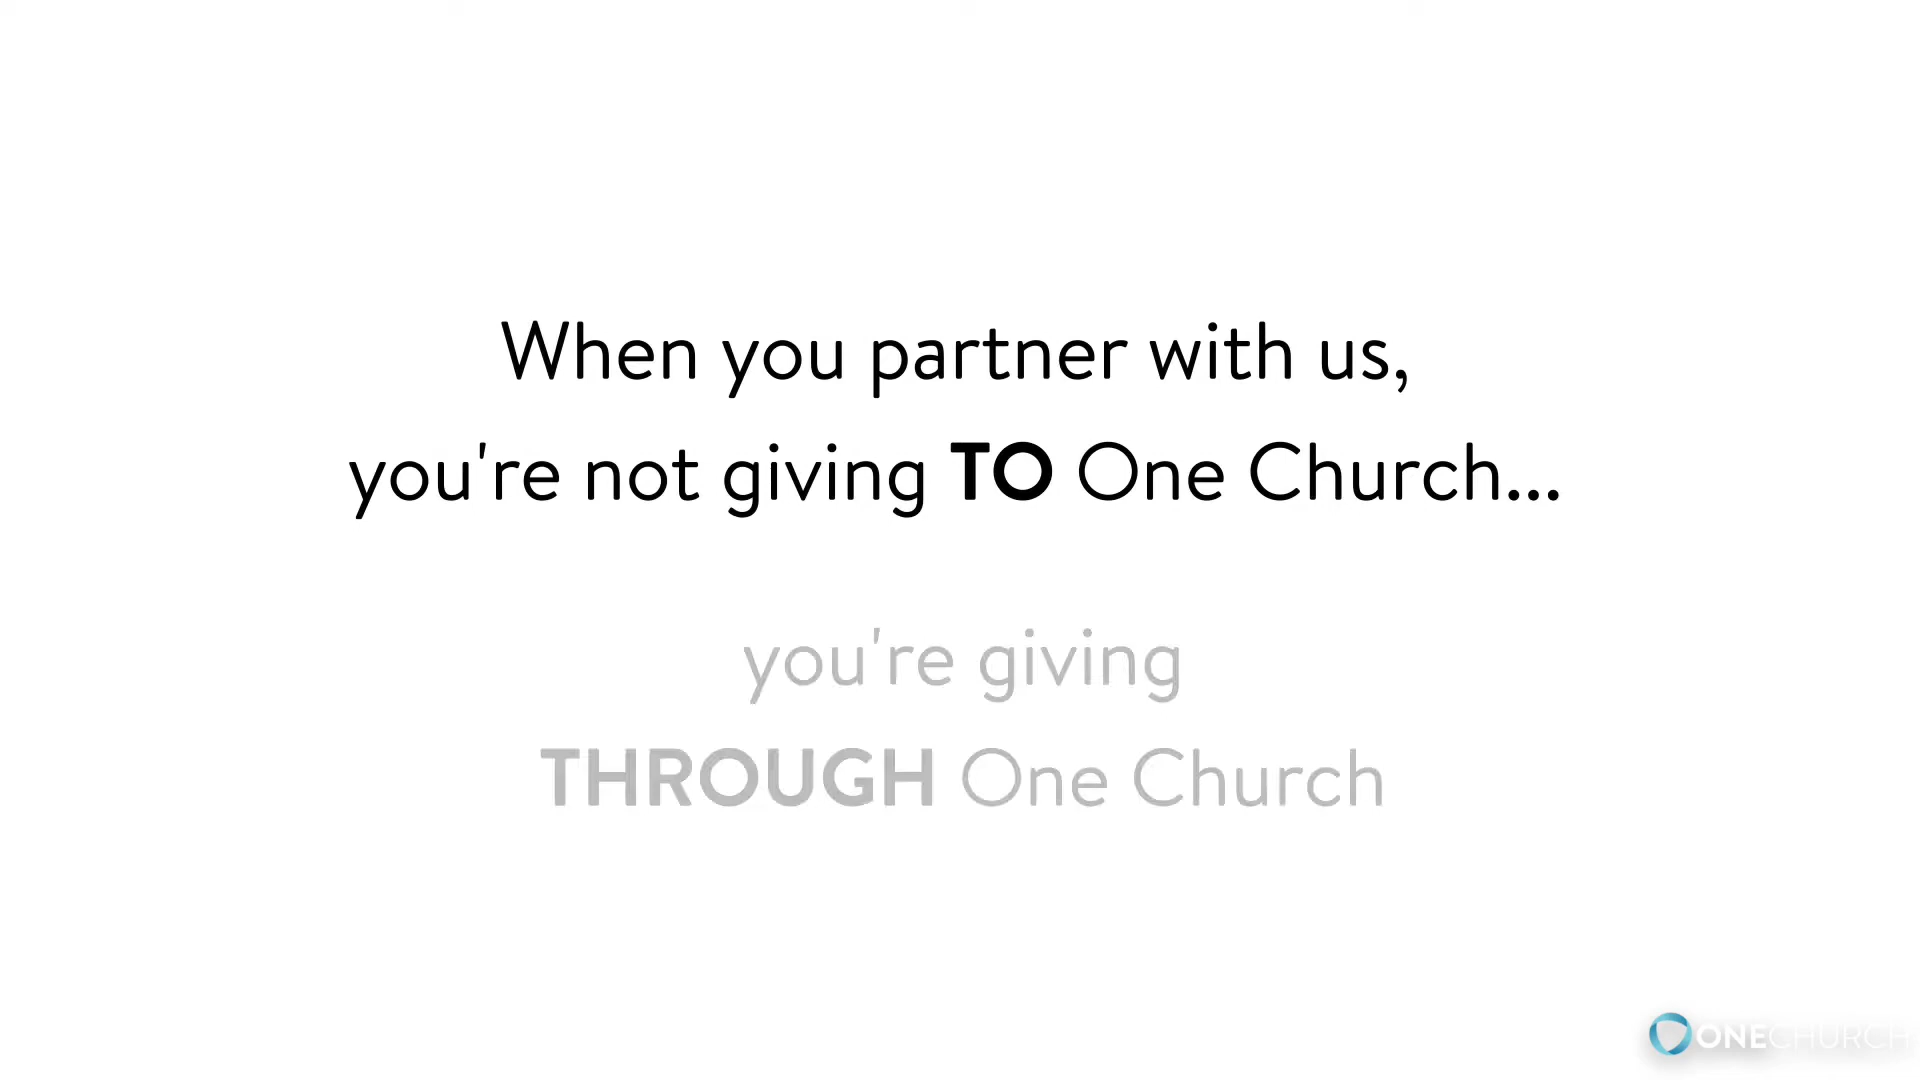 When you partner with us,
you're not giving TO One Church...
you're giving
THROUGH One Church
ONECHURCH